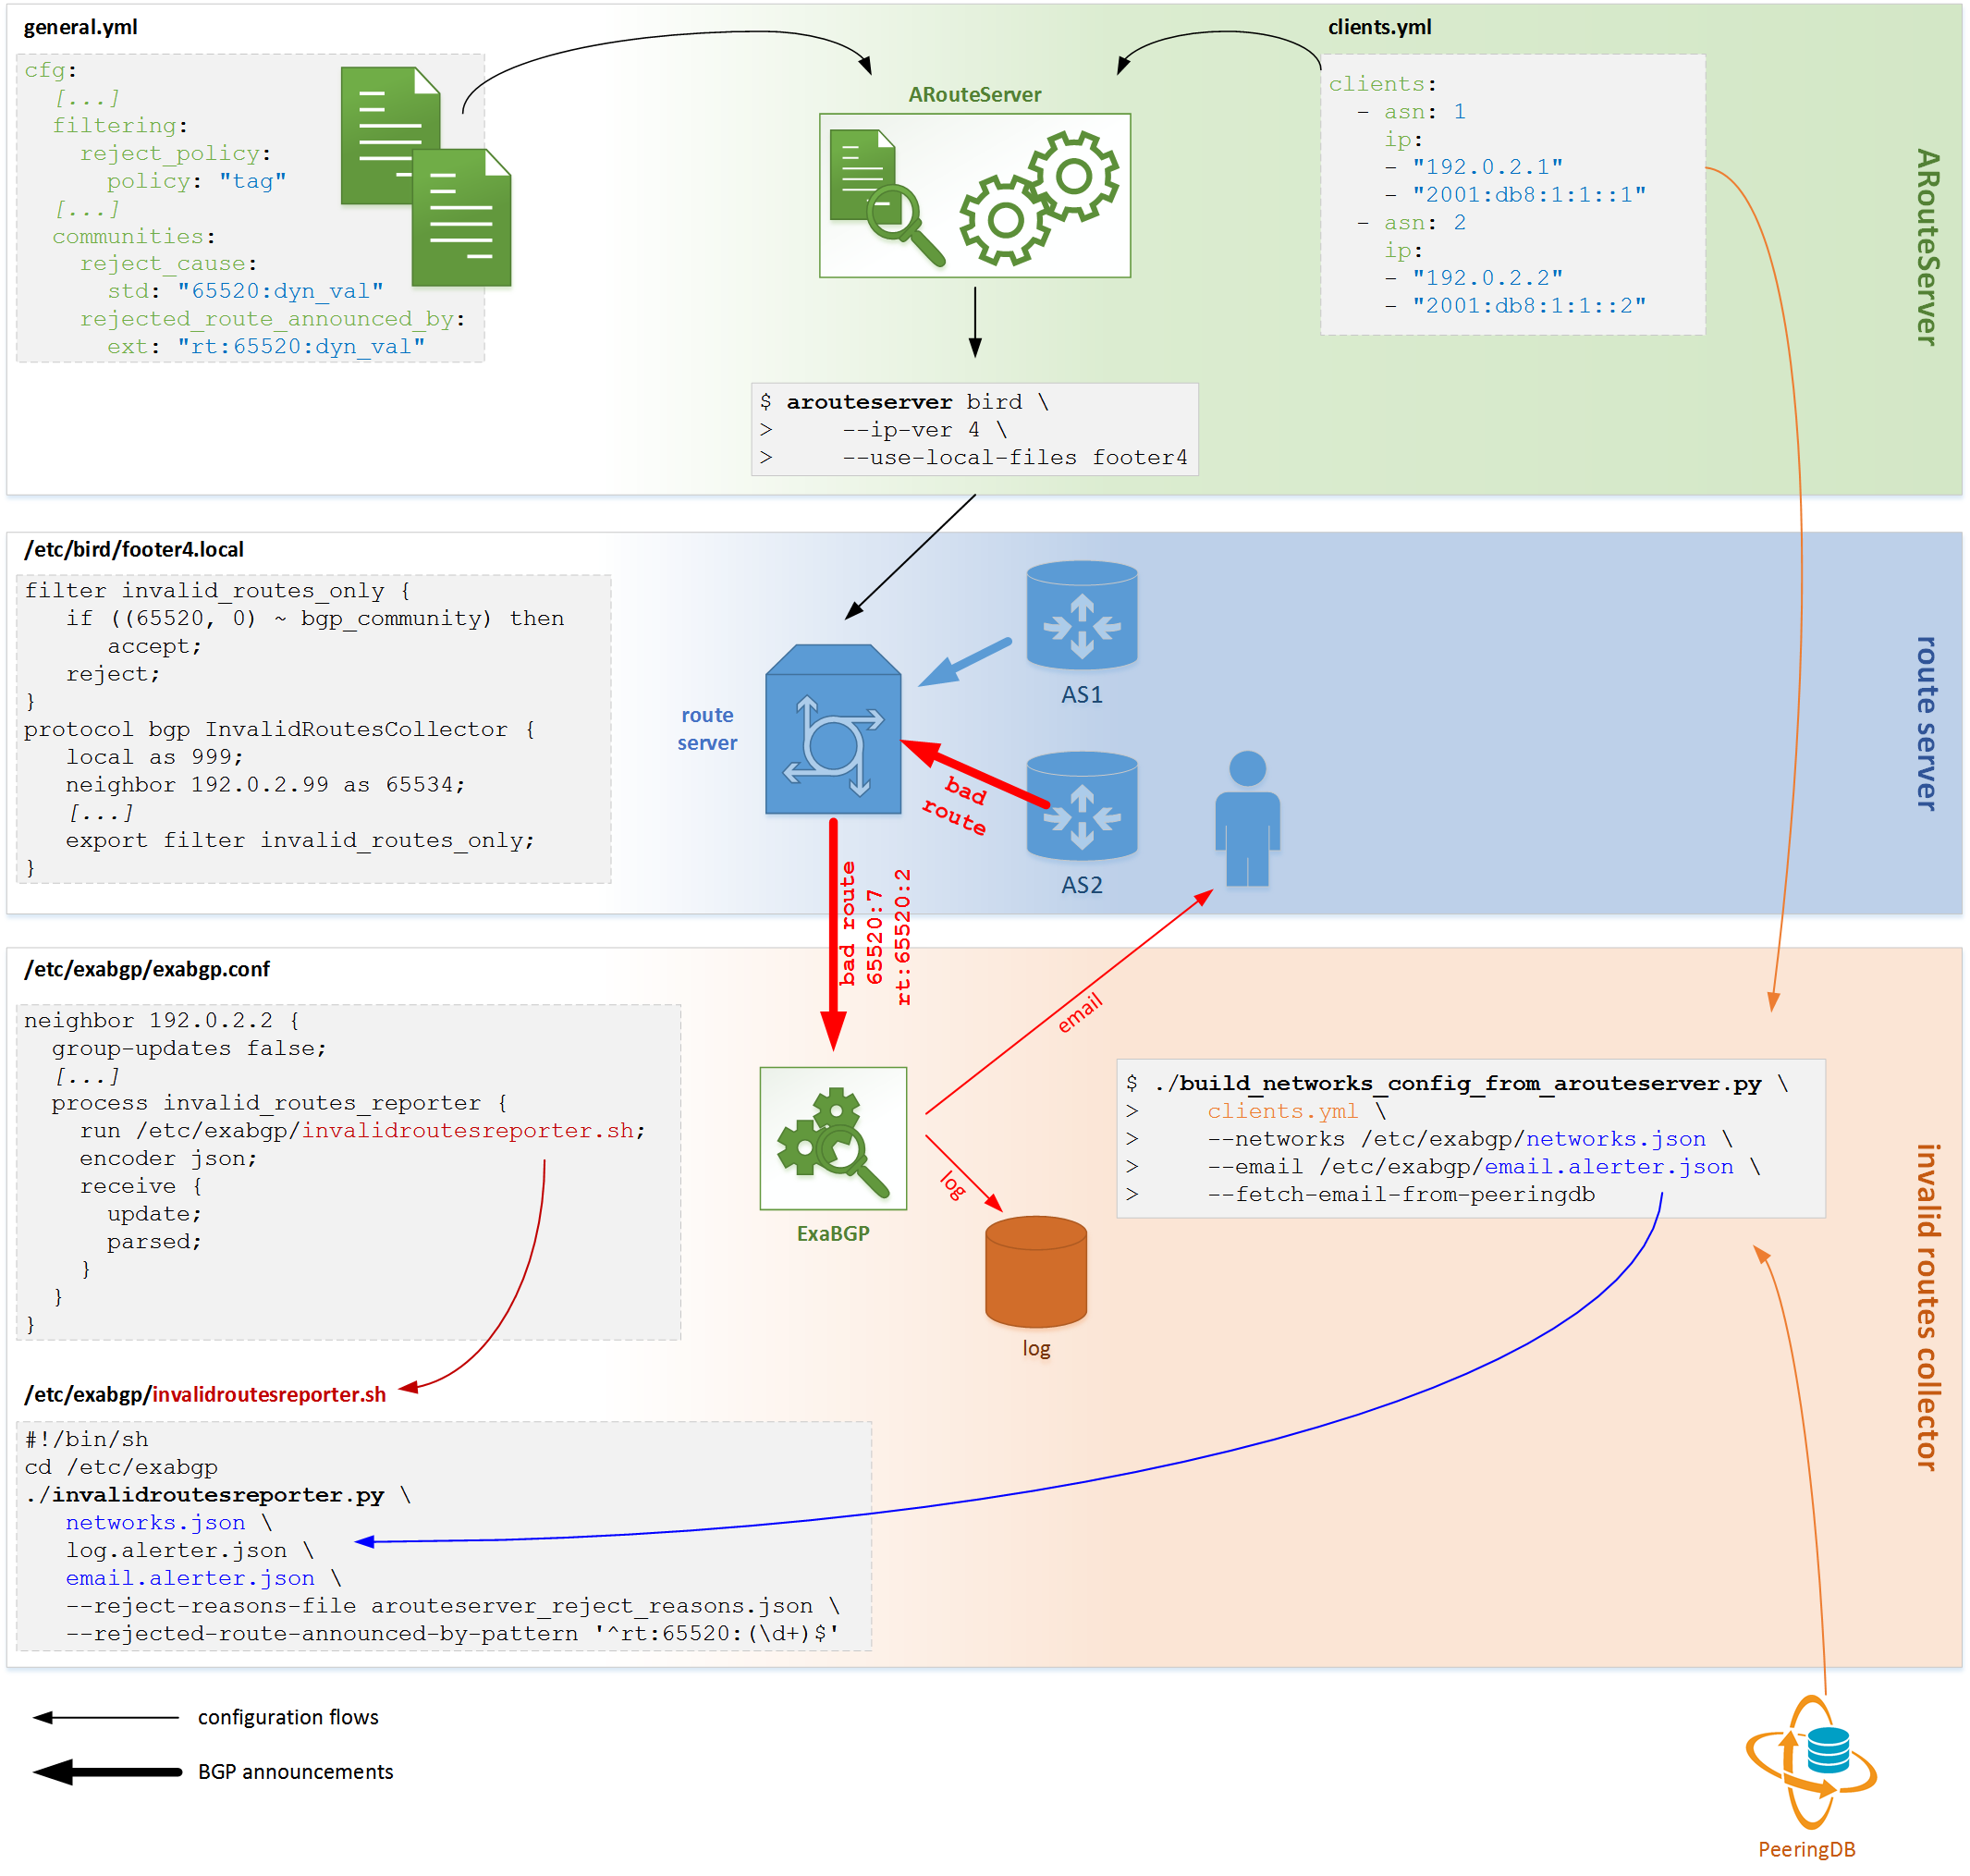 general.yml
cfg:
[...]
filtering:
reject_policy:
policy: "tag"
[...]
communities:
reject_cause:
std: "65520:dyn_val"
rejected_route_announced_by:
ext: "rt:65520:dyn_val"
ARouteServer
clients.yml
clients:
- asn: 1
ip:
- "192.0.2.1"
- "2001:db8:1:1::1"
- asn: 2
ip:
- "192.0.2.2"
- "2001:db8:1:1::2"
ARouteServer
$ arouteserver bird \
>     --ip-ver 4 \
>     --use-local-files footer4
/etc/bird/footer4.local
filter invalid_routes_only {
if ((65520, 0) ~ bgp_community) then
accept;
reject;
}
protocol bgp InvalidRoutesCollector {
local as 999;
neighbor 192.0.2.99 as 65534;
[...]
export filter invalid_routes_only;
}
route
server
AS1
bad
route
AS2
route server
bad route
65520:7
rt:65520:2
/etc/exabgp/exabgp.conf
neighbor 192.0.2.2 {
group-updates false;
[...]
process invalid_routes_reporter {
run /etc/exabgp/invalidroutesreporter.sh;
encoder json;
receive {
update;
parsed;
}
}
}
ExaBGP
email
log
log
$ ./build_networks_config_from_arouteserver.py \
>     clients.yml \
>     --networks /etc/exabgp/networks.json \
>     --email /etc/exabgp/email.alerter.json \
>     --fetch-email-from-peeringdb
invalid routes collector
/etc/exabgp/invalidroutesreporter.sh
#!/bin/sh
cd /etc/exabgp
./invalidroutesreporter.py \
networks.json \
log.alerter.json \
email.alerter.json \
--reject-reasons-file arouteserver_reject_reasons.json \
--rejected-route-announced-by-pattern '^rt:65520:(\d+)$'
configuration flows
BGP announcements
PeeringDB